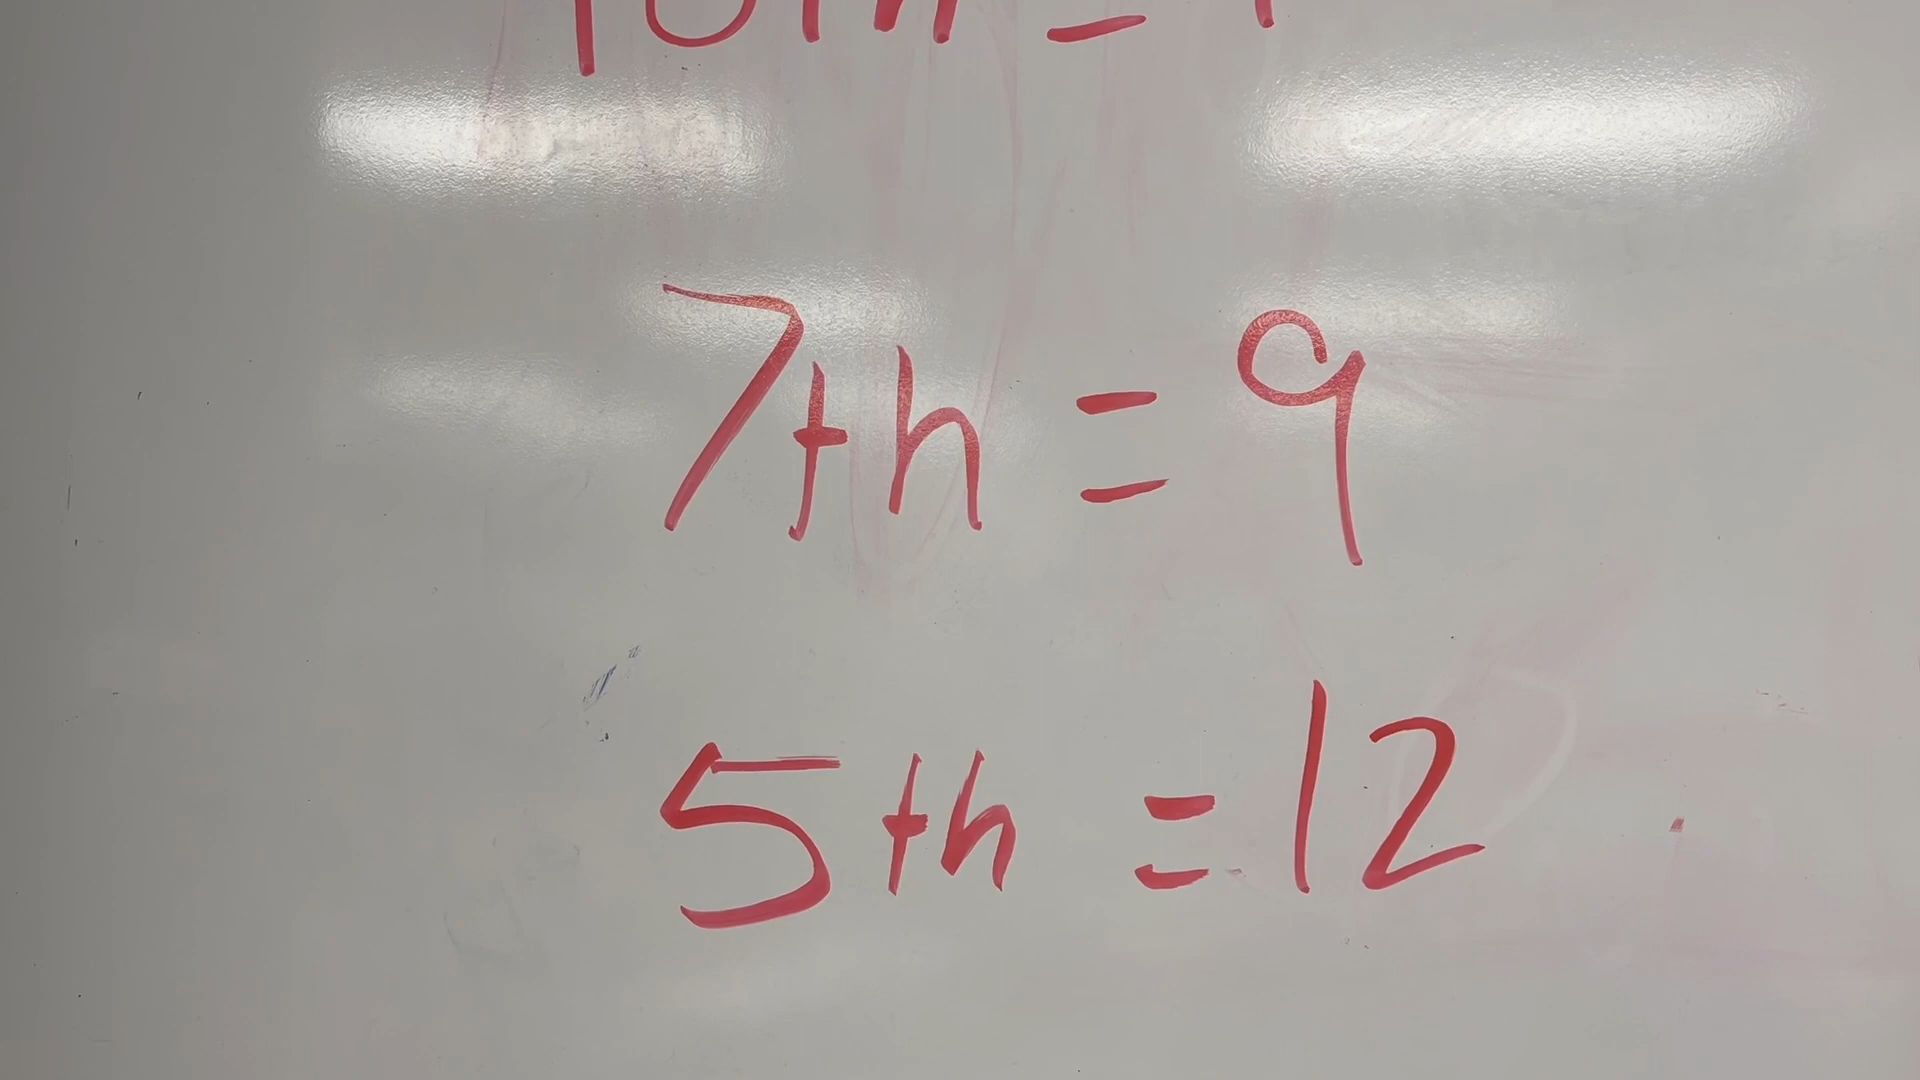 7th = 9
5th = 12